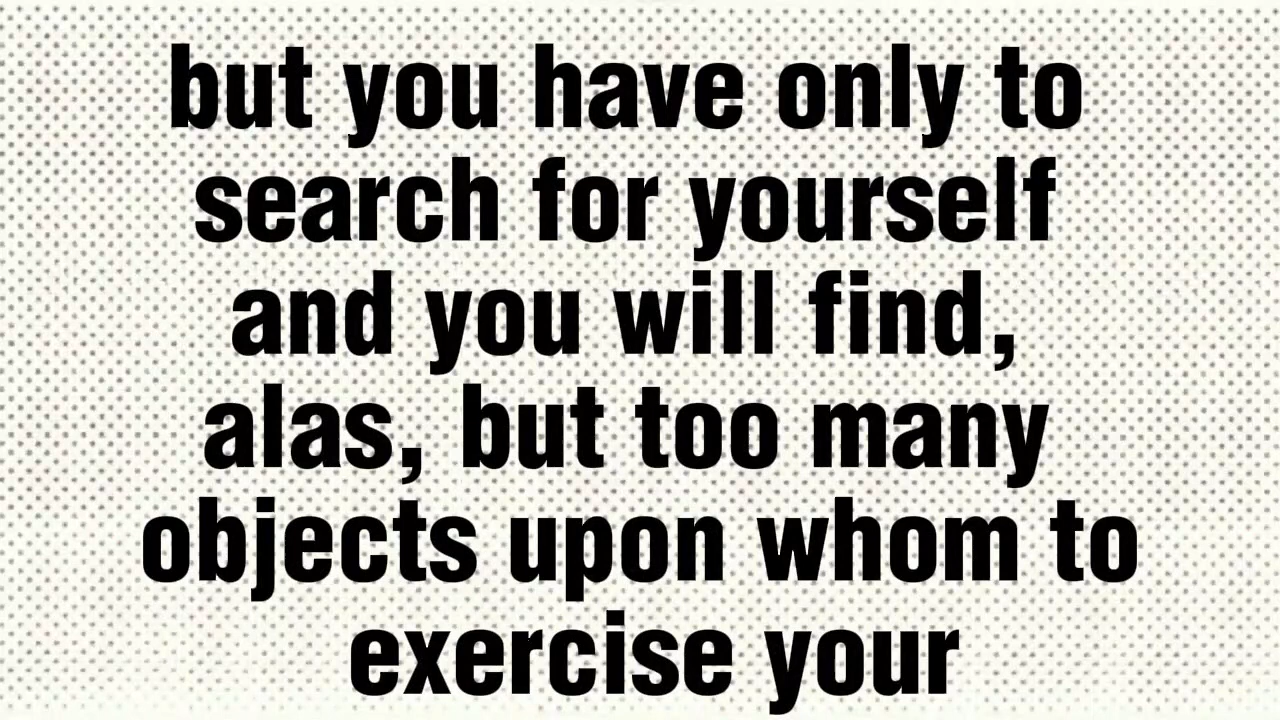 but you have only to
search for yourself
and you will find,
alas, but too many
objects upon whom to
exercise your